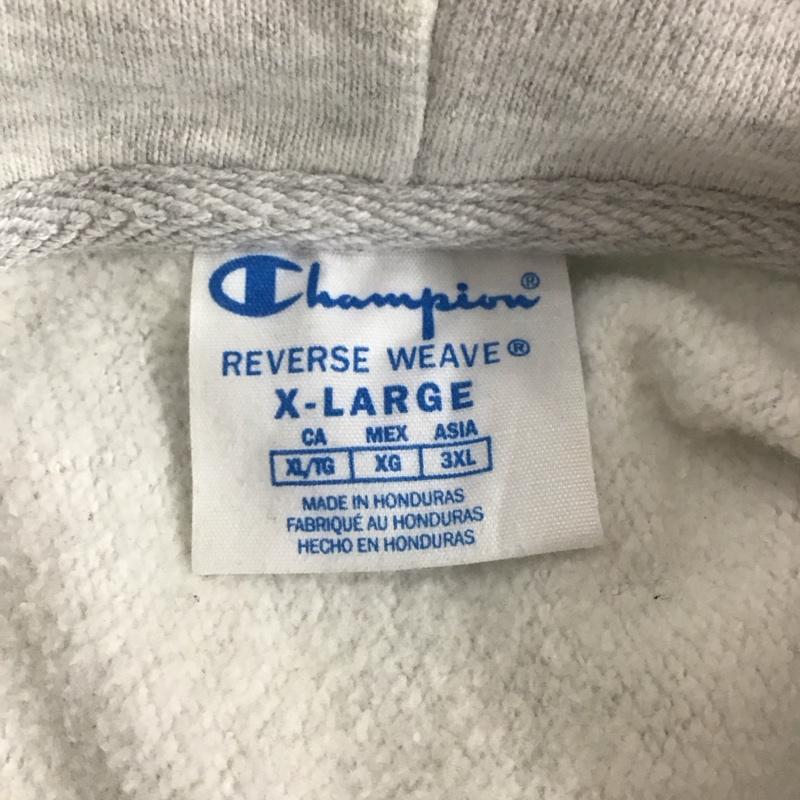 Champion®
REVERSE WEAVE®
X-LARGE
CA MEX ASIA
XL/TG XG 3XL
MADE IN HONDURAS
FABRIQUÉ AU HONDURAS
HECHO EN HONDURAS